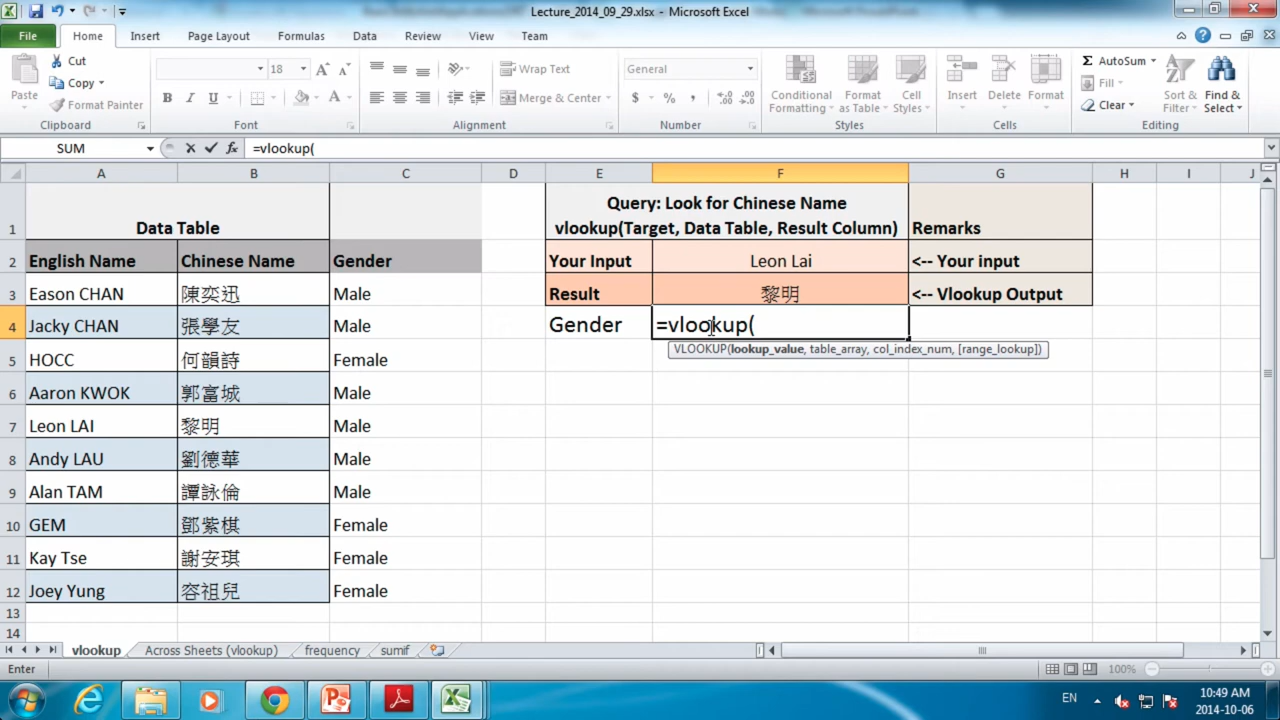 Lecture_2014_09_29.xlsx - Microsoft Excel
File Home Insert Page Layout Formulas Data Review View Team
Cut
Copy
Format Painter
Paste
Clipboard
18
A A
B I U
A
Font
Wrap Text
Merge & Center
Alignment
General
$ % , .00 .0
Number
Conditional Formatting
Format as Table
Cell Styles
Styles
Insert Delete Format
Cells
Σ AutoSum
Fill
Clear
Sort & Filter
Find & Select
Editing
SUM fx =vlookup(
A B C D E F G H I J
1 Data Table
Query: Look for Chinese Name
vlookup(Target, Data Table, Result Column)
Remarks
2 English Name Chinese Name Gender Your Input Leon Lai <-- Your input
3 Eason CHAN 陳奕迅 Male Result 黎明 <-- Vlookup Output
4 Jacky CHAN 張學友 Male Gender =vlookup(
VLOOKUP(lookup_value, table_array, col_index_num, [range_lookup])
5 HOCC 何韻詩 Female
6 Aaron KWOK 郭富城 Male
7 Leon LAI 黎明 Male
8 Andy LAU 劉德華 Male
9 Alan TAM 譚詠倫 Male
10 GEM 鄧紫棋 Female
11 Kay Tse 謝安琪 Female
12 Joey Yung 容祖兒 Female
13
14
vlookup Across Sheets (vlookup) frequency sumif
Enter 100%
EN 10:49 AM
2014-10-06